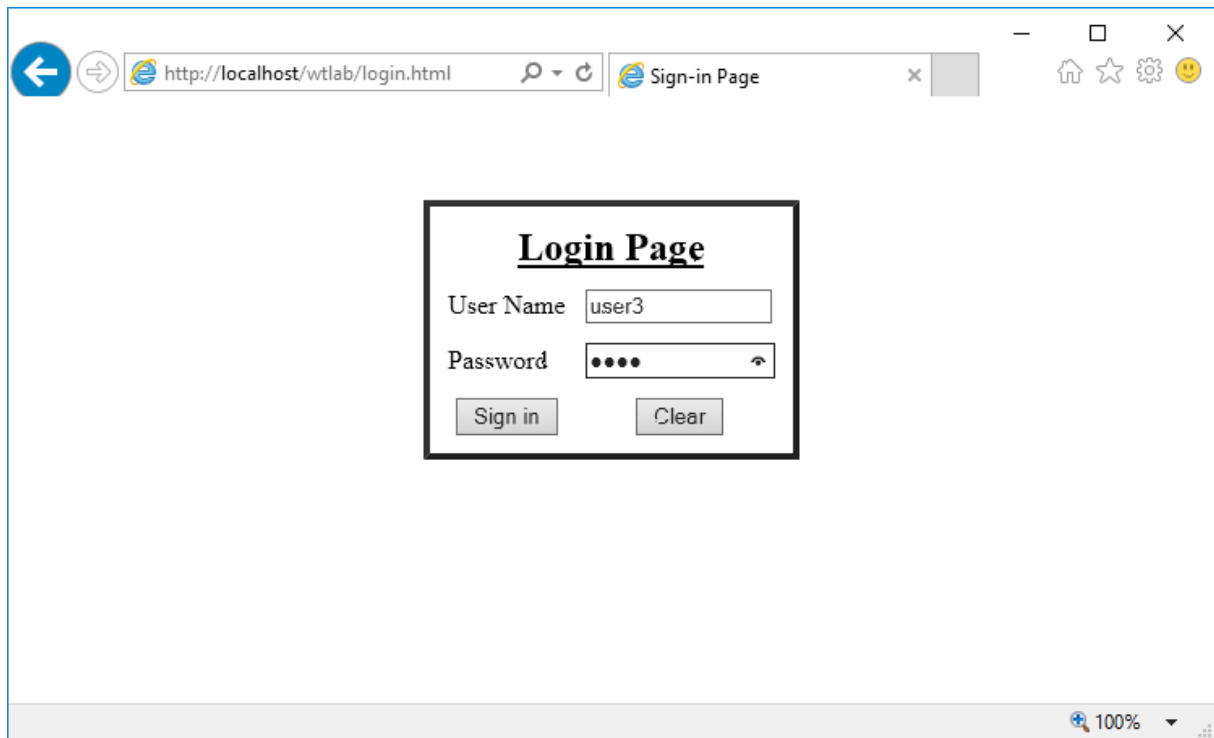 http://localhost/wtlab/login.html
Sign-in Page
Login Page
User Name user3
Password ●●●●
Sign in Clear
100%